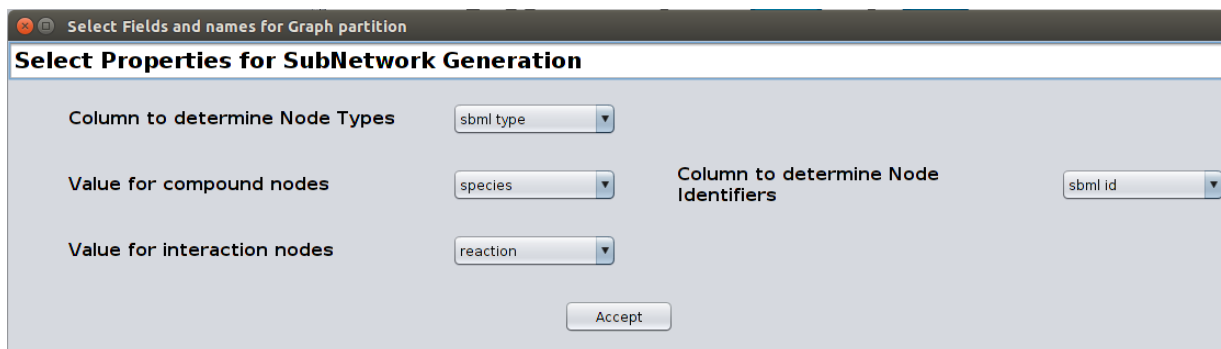 Select Fields and names for Graph partition
Select Properties for SubNetwork Generation
Column to determine Node Types
sbml type
Value for compound nodes
species
Column to determine Node
Identifiers
sbml id
Value for interaction nodes
reaction
Accept